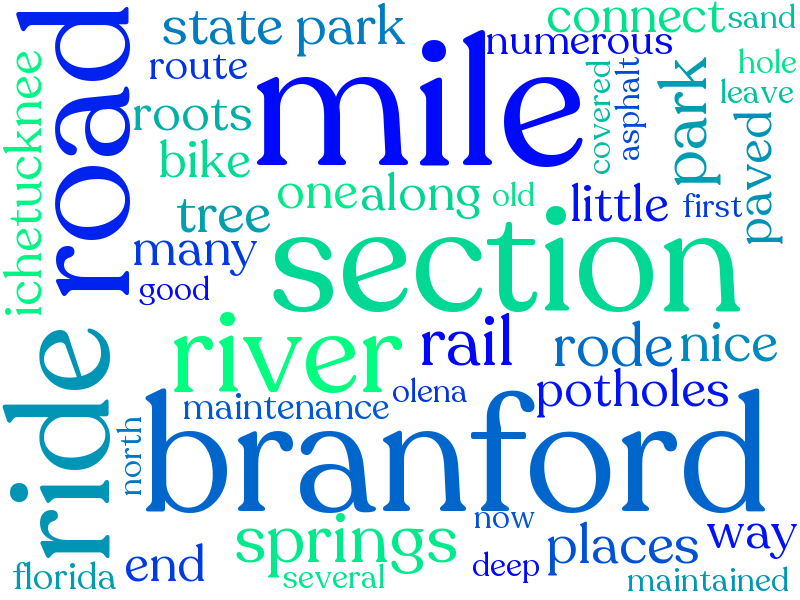 state park
connect
sand
road
mile
numerous
route
hole
ichetucknee
roots
covered
asphalt
park
leave
bike
paved
one
along
old
little
first
tree
many
section
good
river
rail
rode
nice
ride
olena
potholes
maintenance
branford
north
now
springs
places
way
end
several
deep
florida
maintained